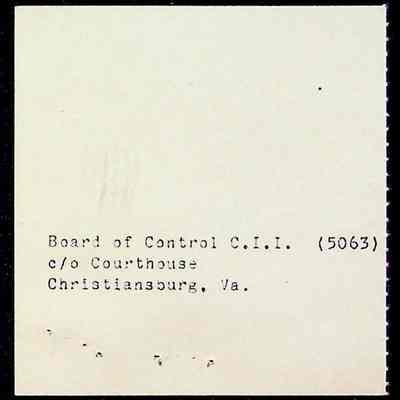 Board of Control C.I.I. (5063)
c/o Courthouse
Christiansburg, Va.